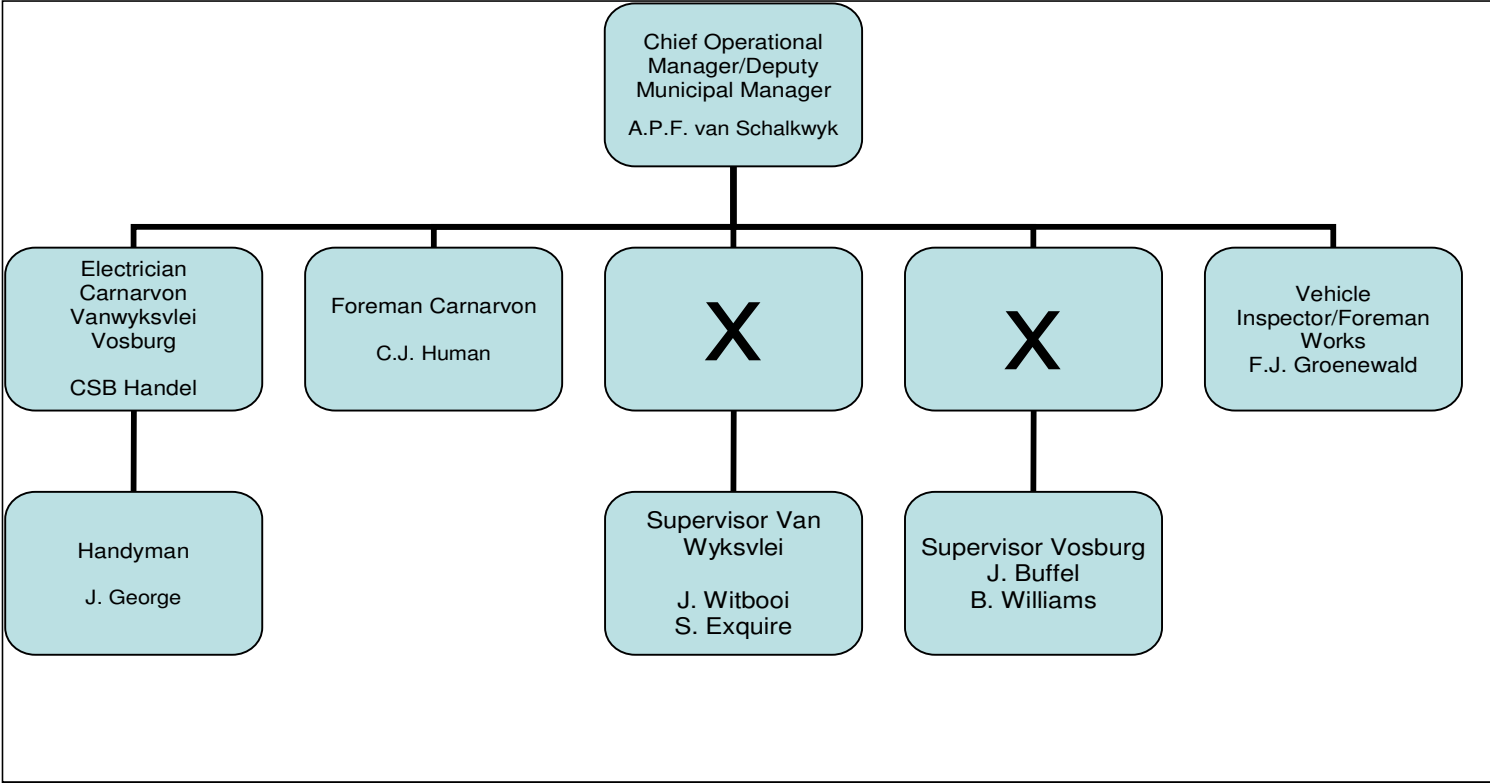 Chief Operational
Manager/Deputy
Municipal Manager
A.P.F. van Schalkwyk
Electrician
Carnarvon
Vanwyksvlei
Vosburg
CSB Handel
Foreman Carnarvon
C.J. Human
X
X
Vehicle
Inspector/Foreman
Works
F.J. Groenewald
Handyman
J. George
Supervisor Van
Wyksvlei
J. Witbooi
S. Exquire
Supervisor Vosburg
J. Buffel
B. Williams